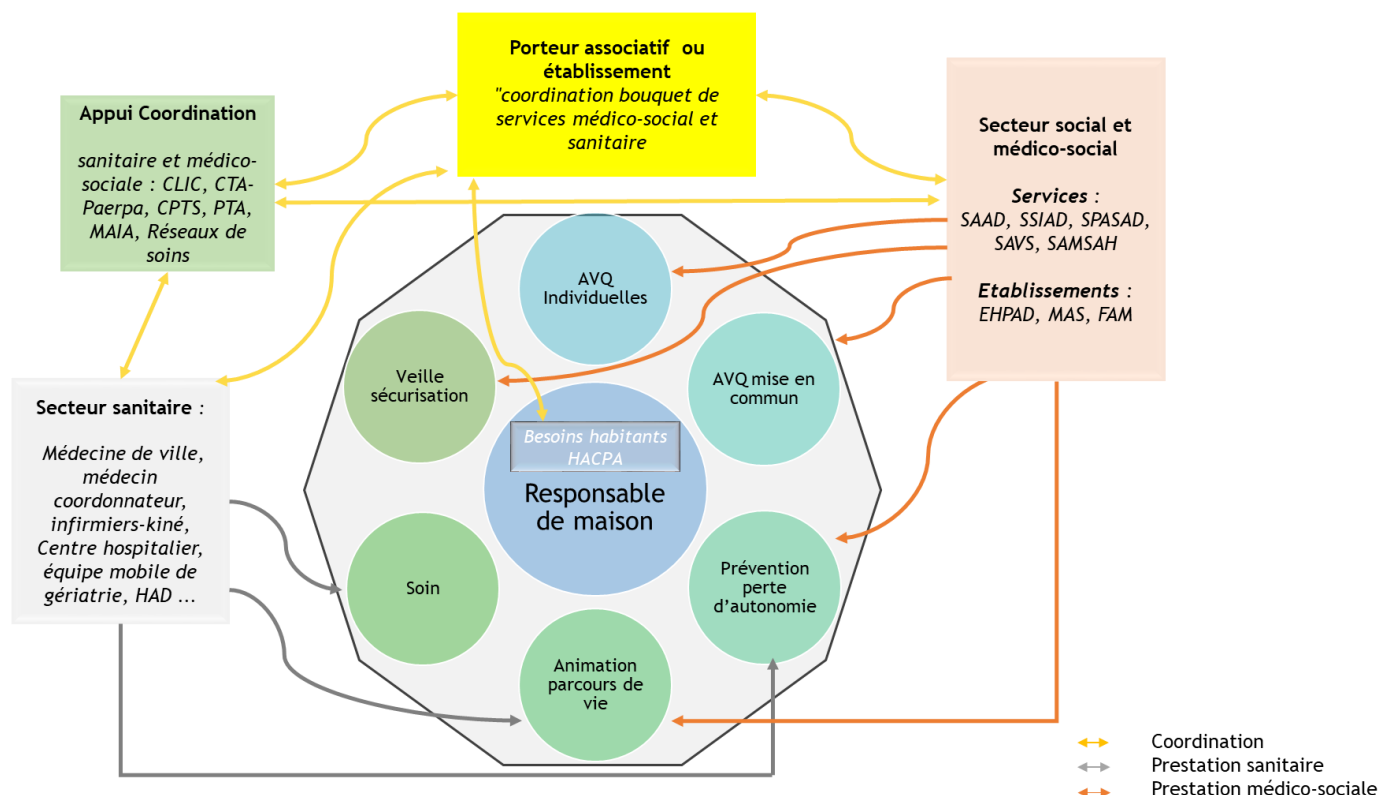 Porteur associatif ou
établissement
"coordination bouquet de
services médico-social et
sanitaire
Appui Coordination
sanitaire et médico-
sociale : CLIC, CTA-
Paerpa, CPTS, PTA,
MAIA, Réseaux de
soins
Secteur social et
médico-social
Services :
SAAD, SSIAD, SPASAD,
SAVS, SAMSAH
Etablissements :
EHPAD, MAS, FAM
Secteur sanitaire :
Médecine de ville,
médecin
coordonnateur,
infirmiers-kiné,
Centre hospitalier,
équipe mobile de
gériatrie, HAD ...
AVQ
Individuelles
Veille
sécurisation
AVQ mise en
commun
Besoins habitants
HACPA
Responsable
de maison
Soin
Prévention
perte
d’autonomie
Animation
parcours de
vie
Coordination
Prestation sanitaire
Prestation médico-sociale